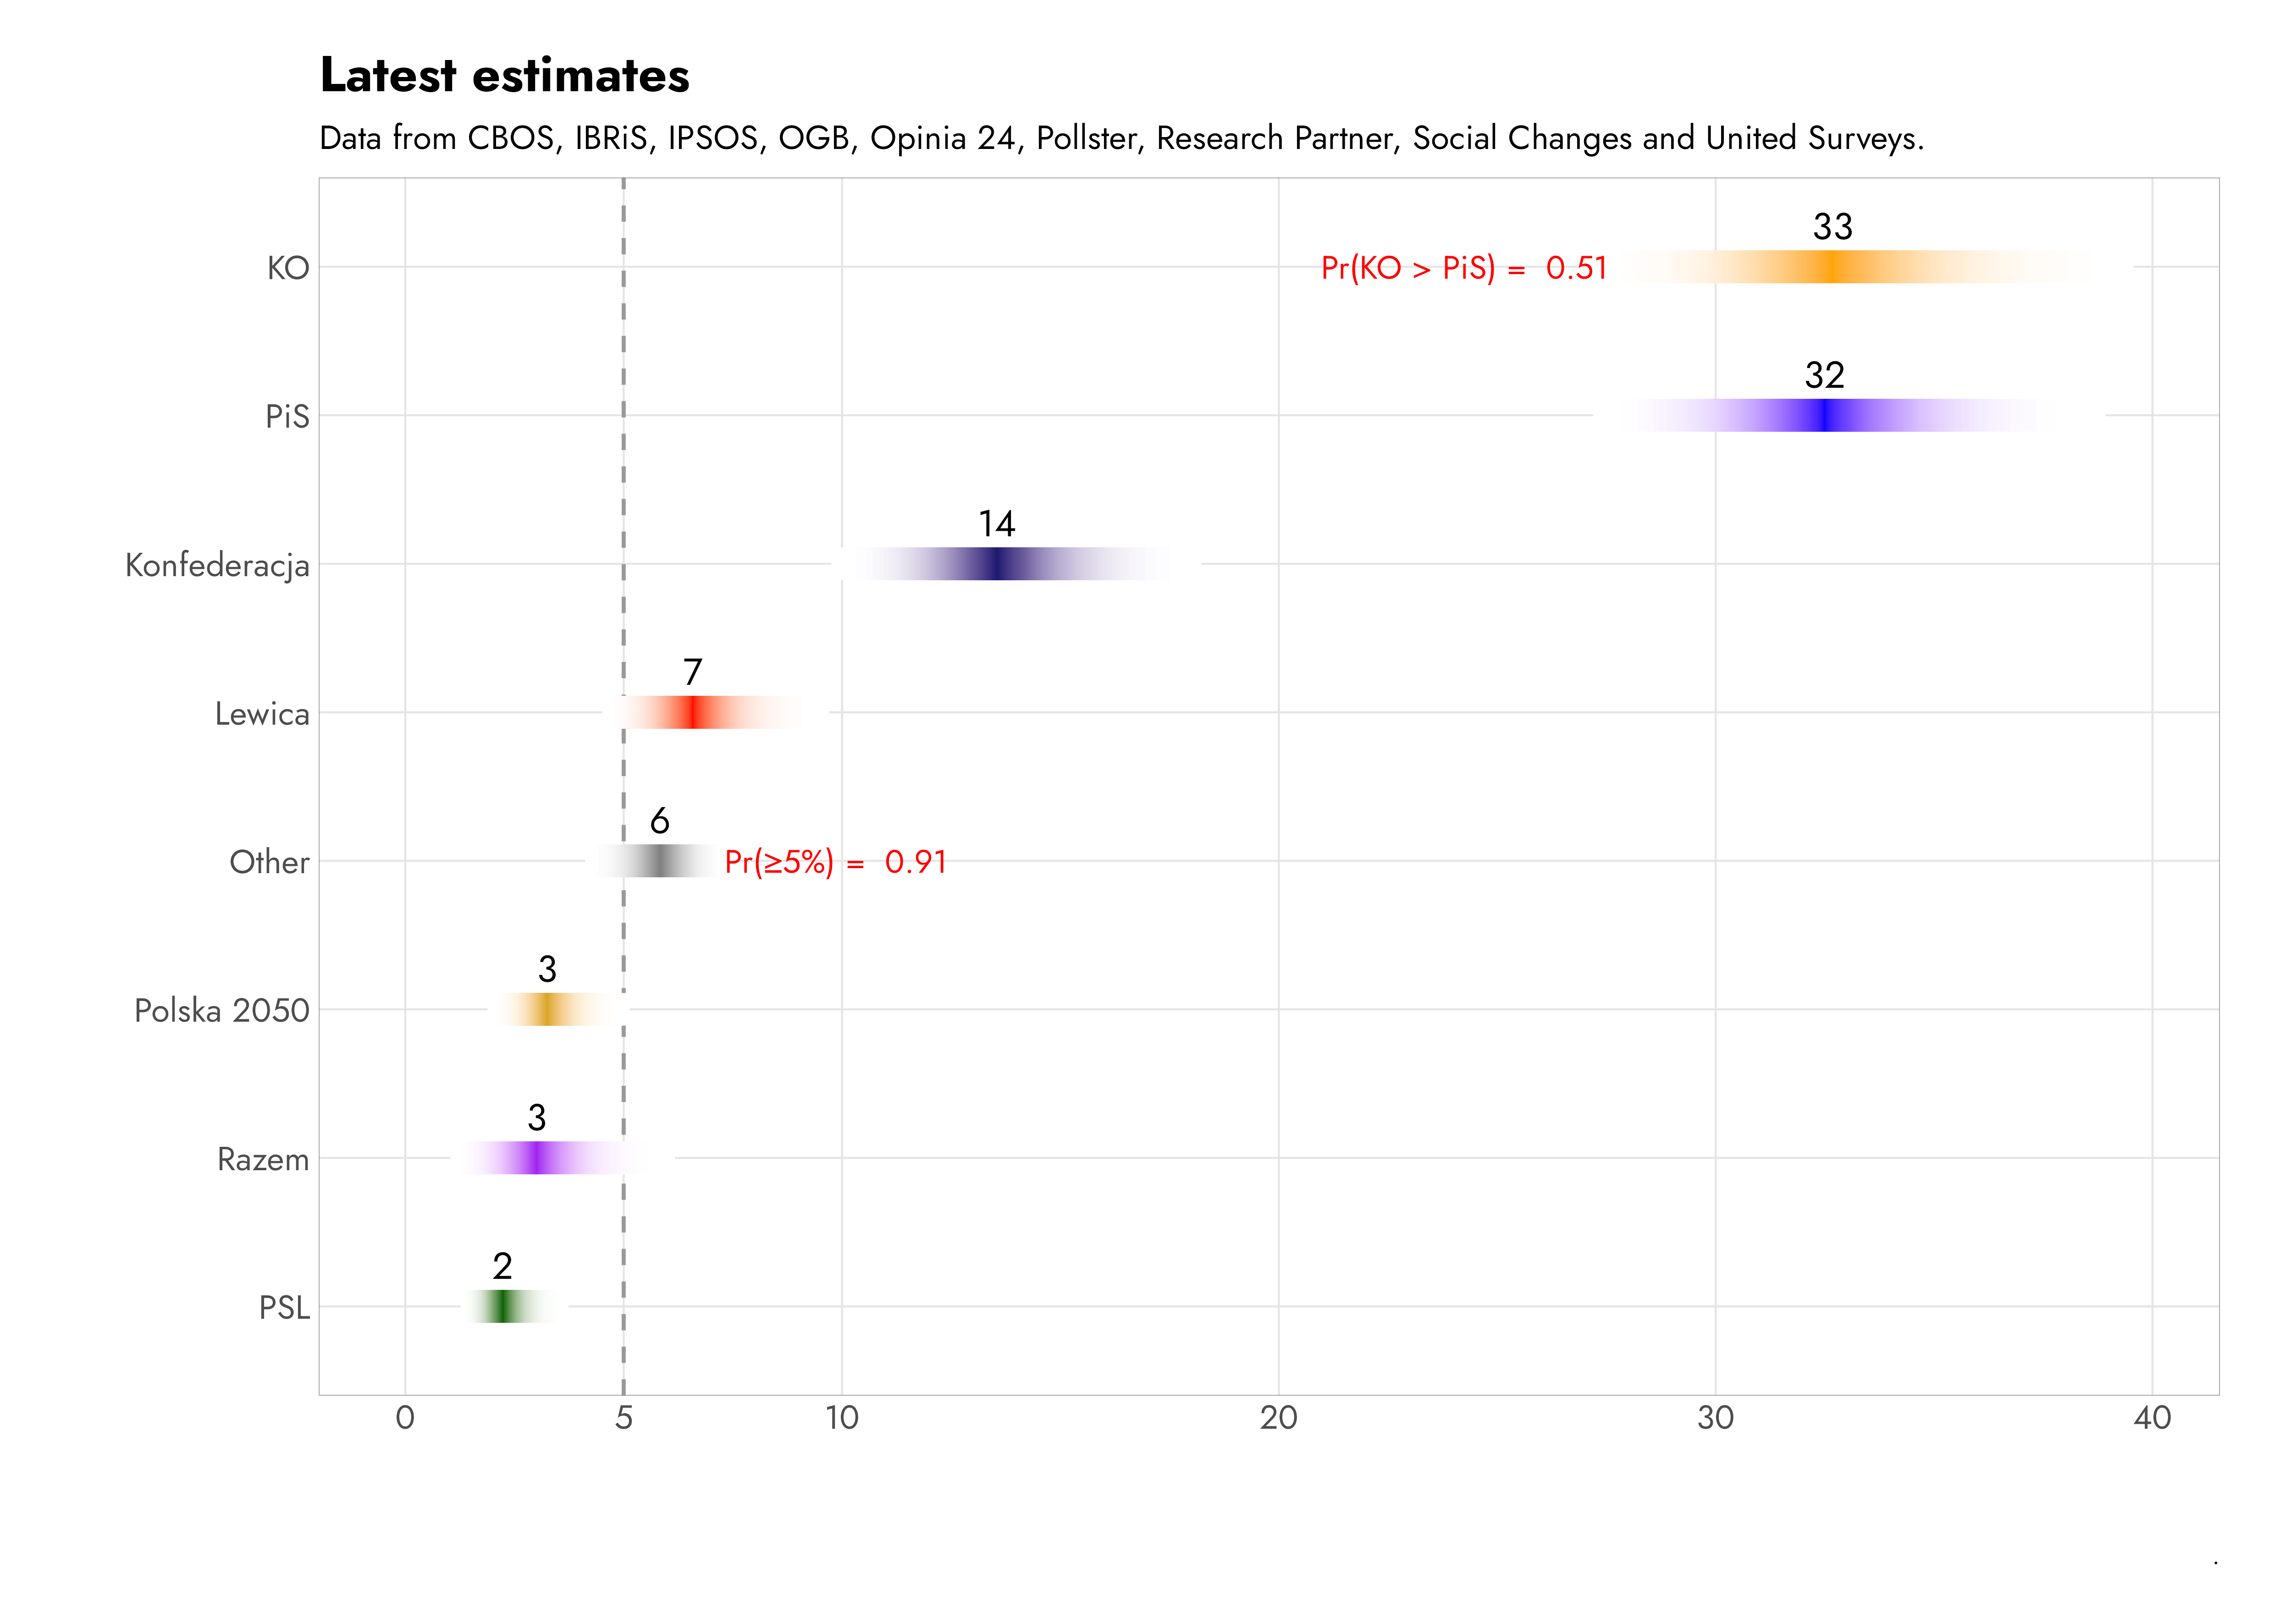 Latest estimates
Data from CBOS, IBRiS, IPSOS, OGB, Opinia 24, Pollster, Research Partner, Social Changes and United Surveys.
33
KO
Pr(KO > PiS) = 0.51
32
PiS
14
Konfederacja
7
Lewica
6
Other
Pr(≥5%) = 0.91
3
Polska 2050
3
Razem
2
PSL
0 5 10 20 30 40
.